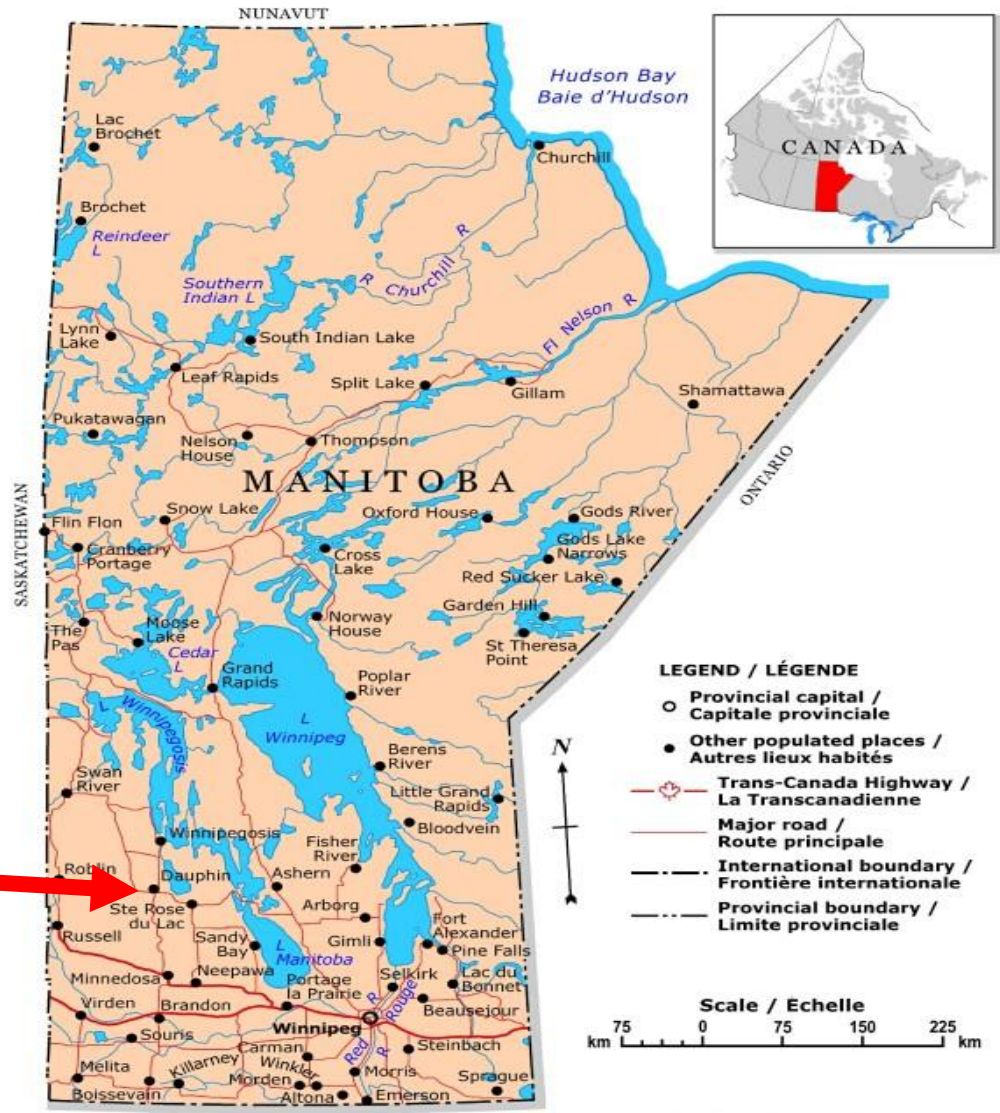 NUNAVUT
Hudson Bay
Baie d'Hudson
CANADA
Lac
Brochet
Churchill
Brochet
Reindeer
L
R Churchill R
Southern
Indian L
Fl Nelson R
Lynn
Lake
South Indian Lake
Leaf Rapids
Split Lake
Gillam
Shamattawa
Pukatawagan
Nelson
House
Thompson
MANITOBA
ONTARIO
SASKATCHEWAN
Flin Flon
Snow Lake
Oxford House
Gods River
Cranberry
Portage
Cross
Lake
Gods Lake
Narrows
Red Sucker Lake
The
Pas
Moose
Lake
Norway
House
Garden Hill
St Theresa
Point
Cedar
L
Grand
Rapids
Poplar
River
L Winnipegosis
L
Winnipeg
Swan
River
Berens
River
Little Grand
Rapids
Bloodvein
Winnipegosis
Fisher
River
Roblin
Dauphin
Ashern
Ste Rose
du Lac
Arborg
Russell
Sandy
Bay
L
Manitoba
Gimli
Fort
Alexander
Pine Falls
Minnedosa
Neepawa
Portage
la Prairie
Selkirk
Lac du
Bonnet
Virden
Brandon
Winnipeg
R Rouge
Beausejour
Souris
Carman
Red R
Steinbach
Melita
Killarney
Winkler
Morden
Morris
Sprague
Boissevain
Altona
Emerson
LEGEND / LÉGENDE
Provincial capital /
Capitale provinciale
Other populated places /
Autres lieux habités
Trans-Canada Highway /
La Transcanadienne
Major road /
Route principale
International boundary /
Frontière internationale
Provincial boundary /
Limite provinciale
N
Scale / Échelle
75 0 75 150 225
km km